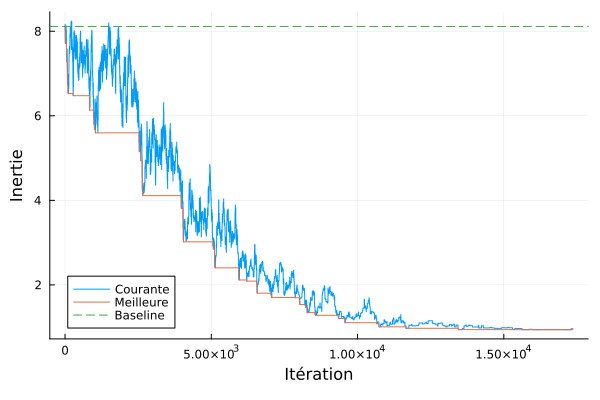 8
6
4
2
Inertie
Courante
Meilleure
Baseline
0
5.00×10³
1.00×10⁴
1.50×10⁴
Itération